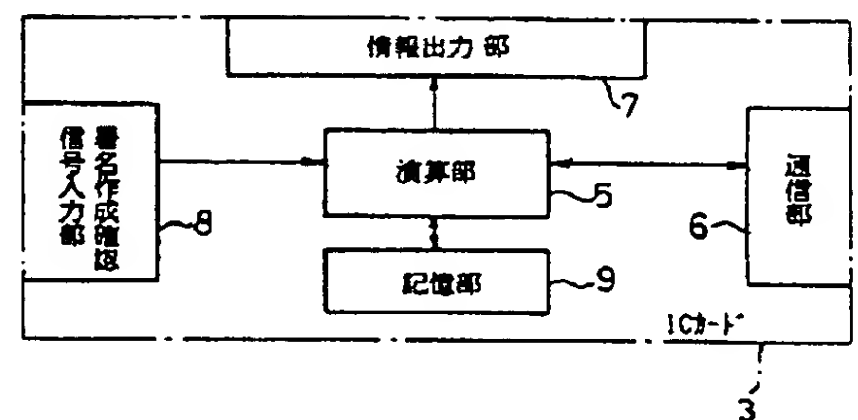 情報出力部
7
署名作成確認
信号入力部
8
演算部
5
通信部
6
記憶部
9
ICカード
3